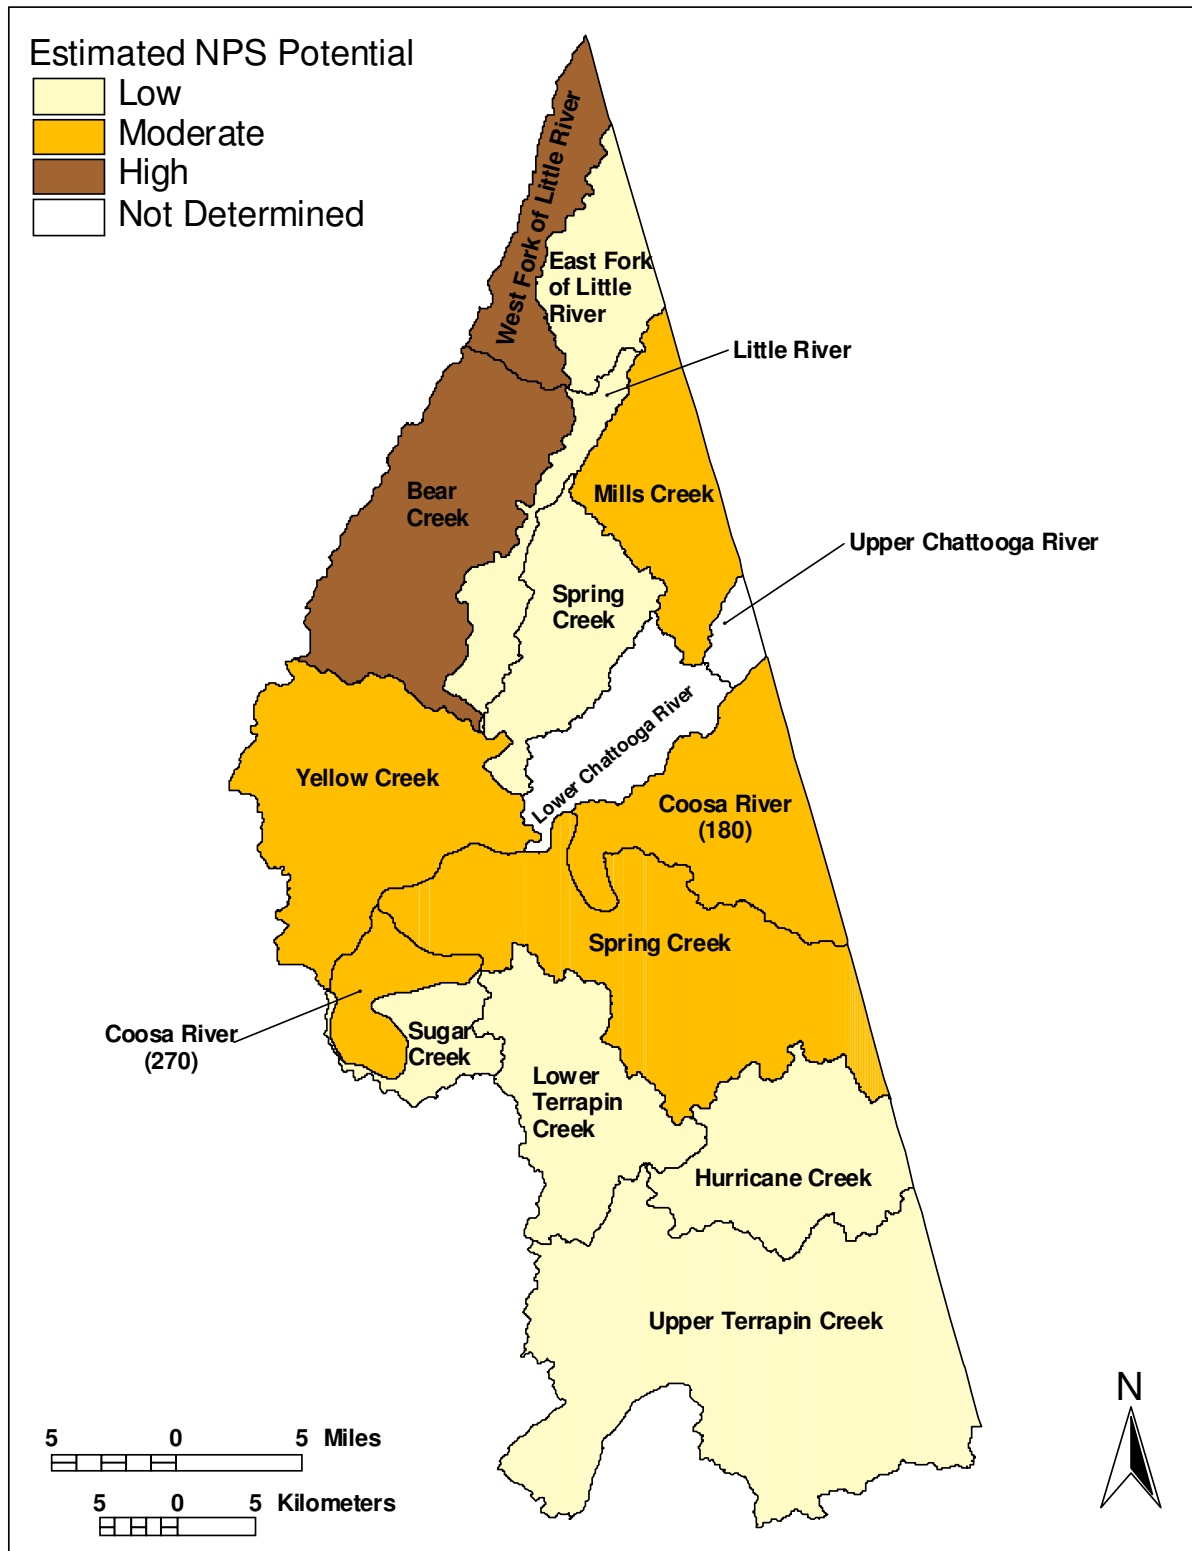 Estimated NPS Potential
Low
Moderate
High
Not Determined
West Fork of Little River
East Fork
of Little
River
Little River
Bear
Creek
Mills Creek
Upper Chattooga River
Spring
Creek
Lower Chattooga River
Yellow Creek
Coosa River
(180)
Spring Creek
Coosa River
(270)
Sugar
Creek
Lower
Terrapin
Creek
Hurricane Creek
Upper Terrapin Creek
N
5 0 5 Miles
5 0 5 Kilometers